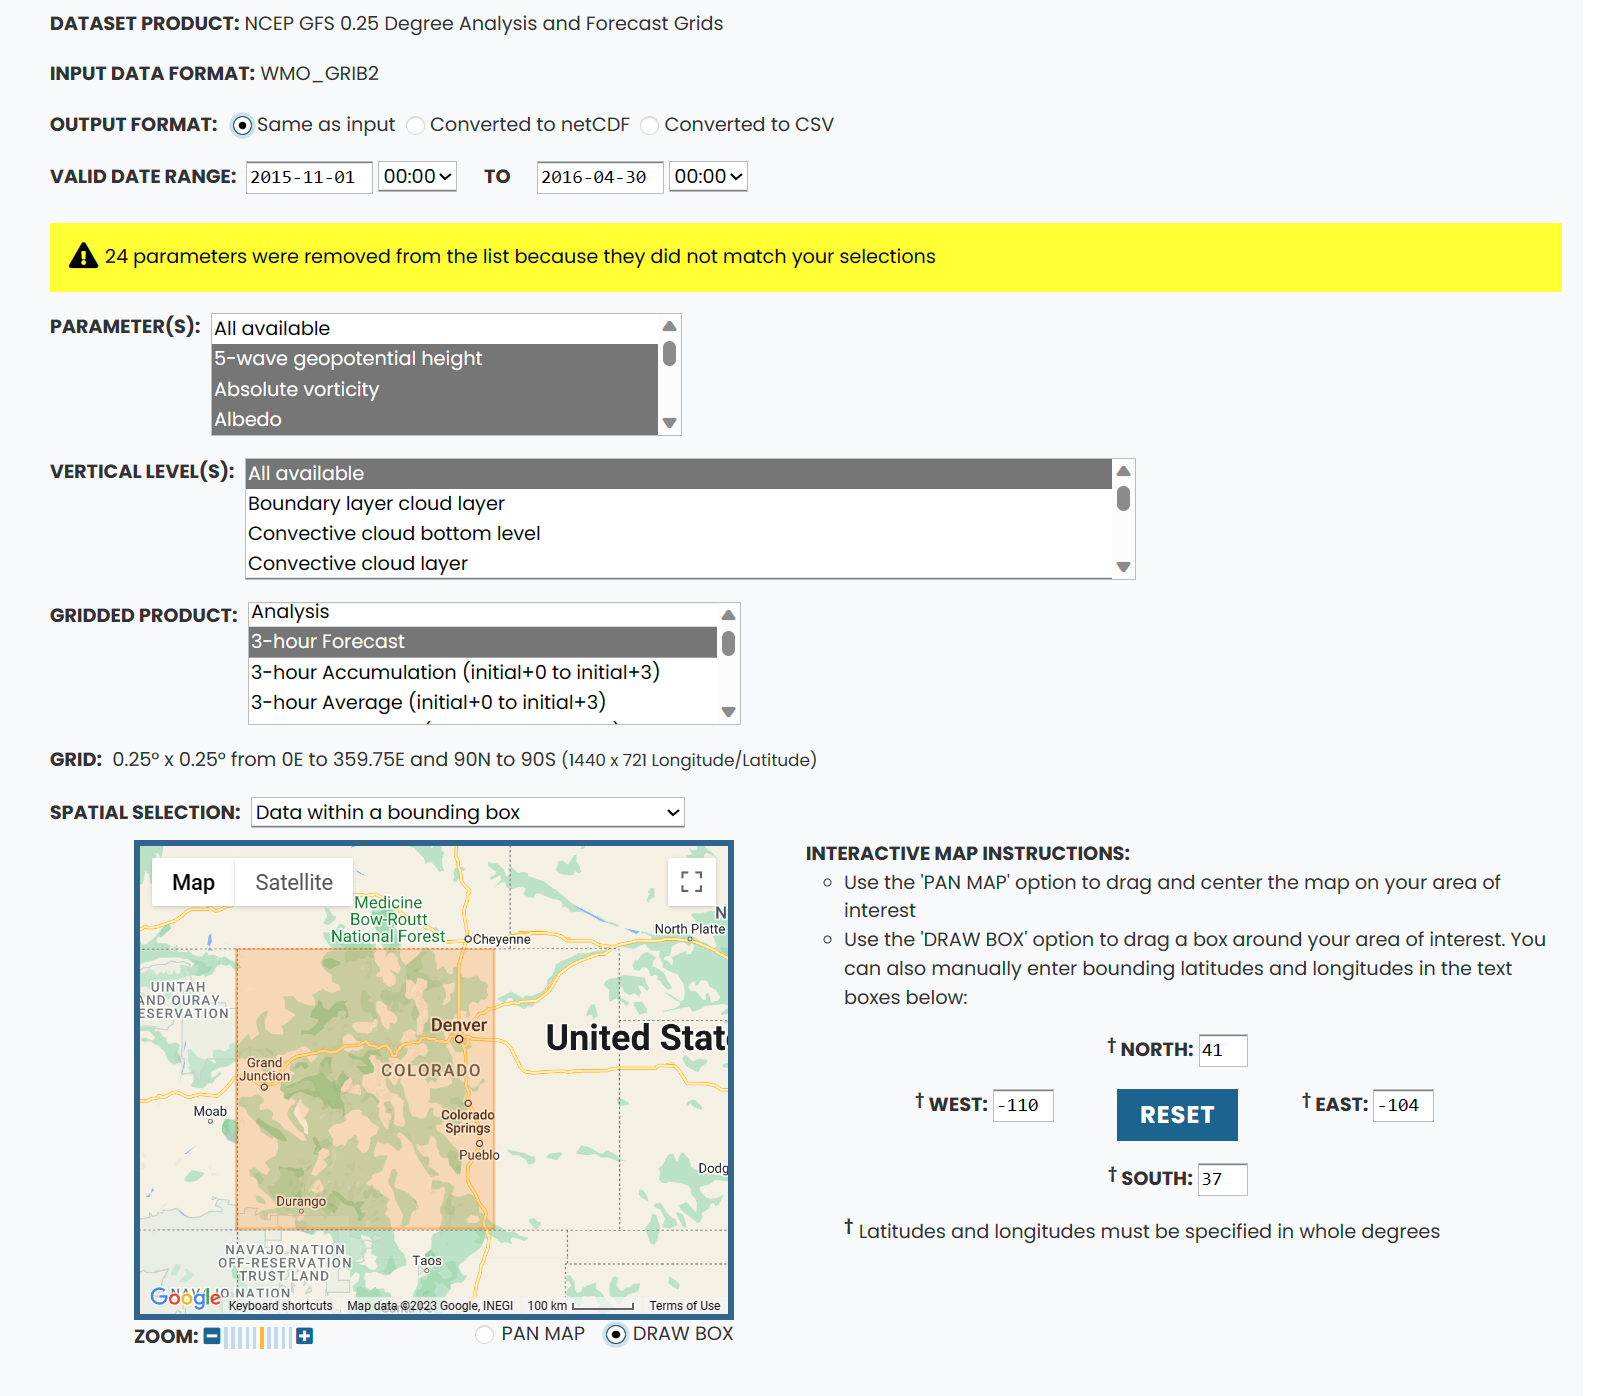 DATASET PRODUCT: NCEP GFS 0.25 Degree Analysis and Forecast Grids
INPUT DATA FORMAT: WMO_GRIB2
OUTPUT FORMAT: Same as input Converted to netCDF Converted to CSV
VALID DATE RANGE: 2015-11-01 00:00 TO 2016-04-30 00:00
24 parameters were removed from the list because they did not match your selections
PARAMETER(S): All available
5-wave geopotential height
Absolute vorticity
Albedo
VERTICAL LEVEL(S): All available
Boundary layer cloud layer
Convective cloud bottom level
Convective cloud layer
GRIDDED PRODUCT: Analysis
3-hour Forecast
3-hour Accumulation (initial+0 to initial+3)
3-hour Average (initial+0 to initial+3)
GRID: 0.25° x 0.25° from 0E to 359.75E and 90N to 90S (1440 x 721 Longitude/Latitude)
SPATIAL SELECTION: Data within a bounding box
Map Satellite
Medicine
Bow-Routt
National Forest
Cheyenne
N
North Platte
UINTAH
AND OURAY
ESERVATION
Denver
United Stat
Grand
Junction
COLORADO
Moab
Colorado
Springs
Pueblo
Dodg
Durango
NAVAJO NATION
OFF-RESERVATION
TRUST LAND
Taos
NAVAJO NATION
Google
Keyboard shortcuts Map data ©2023 Google, INEGI 100 km Terms of Use
ZOOM: PAN MAP DRAW BOX
INTERACTIVE MAP INSTRUCTIONS:
Use the 'PAN MAP' option to drag and center the map on your area of
interest
Use the 'DRAW BOX' option to drag a box around your area of interest. You
can also manually enter bounding latitudes and longitudes in the text
boxes below:
† NORTH: 41
† WEST: -110 RESET † EAST: -104
† SOUTH: 37
† Latitudes and longitudes must be specified in whole degrees